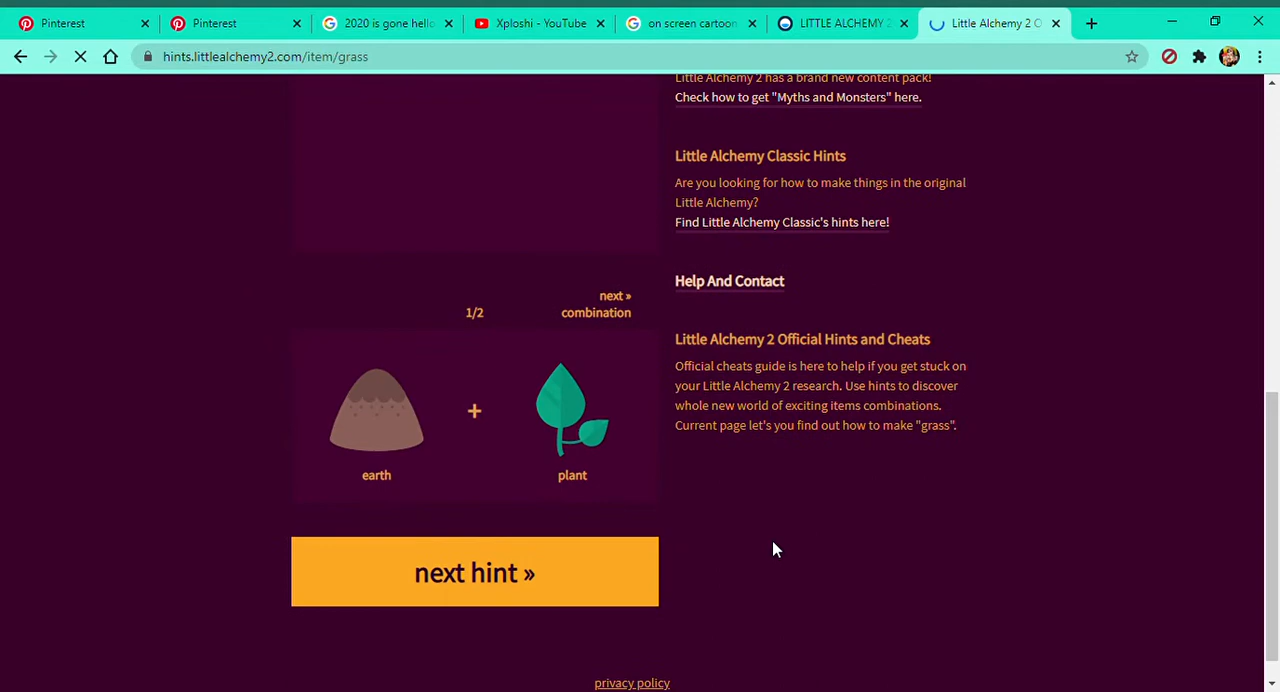 Pinterest
Pinterest
2020 is gone hello
Xploshi - YouTube
on screen cartoon
LITTLE ALCHEMY 2
Little Alchemy 2 O
hints.littlealchemy2.com/item/grass
Little Alchemy 2 has a brand new content pack!
Check how to get "Myths and Monsters" here.
Little Alchemy Classic Hints
Are you looking for how to make things in the original
Little Alchemy?
Find Little Alchemy Classic's hints here!
Help And Contact
1/2
next »
combination
earth
+
plant
Little Alchemy 2 Official Hints and Cheats
Official cheats guide is here to help if you get stuck on
your Little Alchemy 2 research. Use hints to discover
whole new world of exciting items combinations.
Current page let's you find out how to make "grass".
next hint »
privacy policy